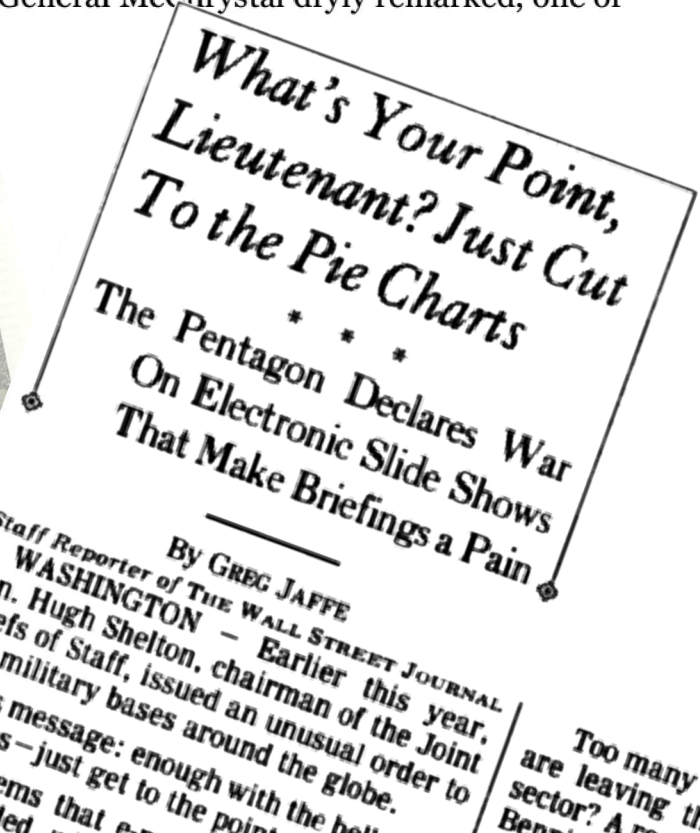 General McChrystal dryly remarked, one of
What's Your Point,
Lieutenant? Just Cut
To the Pie Charts
* * *
The Pentagon Declares War
On Electronic Slide Shows
That Make Briefings a Pain
By GREG JAFFE
Staff Reporter of THE WALL STREET JOURNAL
WASHINGTON – Earlier this year,
n. Hugh Shelton, chairman of the Joint
efs of Staff, issued an unusual order to
military bases around the globe.
message: enough with the
s–just get to the point
ems that
Too many
are leaving
sector? A